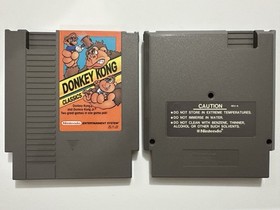 DONKEY KONG
CLASSICS
Donkey Kong
and Donkey Kong Jr.
Two great games in one game pak!
Nintendo ENTERTAINMENT SYSTEM
CAUTION
●DO NOT STORE IN EXTREME TEMPERATURES.
●DO NOT IMMERSE IN WATER.
●DO NOT CLEAN WITH BENZENE, THINNER,
ALCOHOL OR OTHER SUCH SOLVENTS.
Nintendo